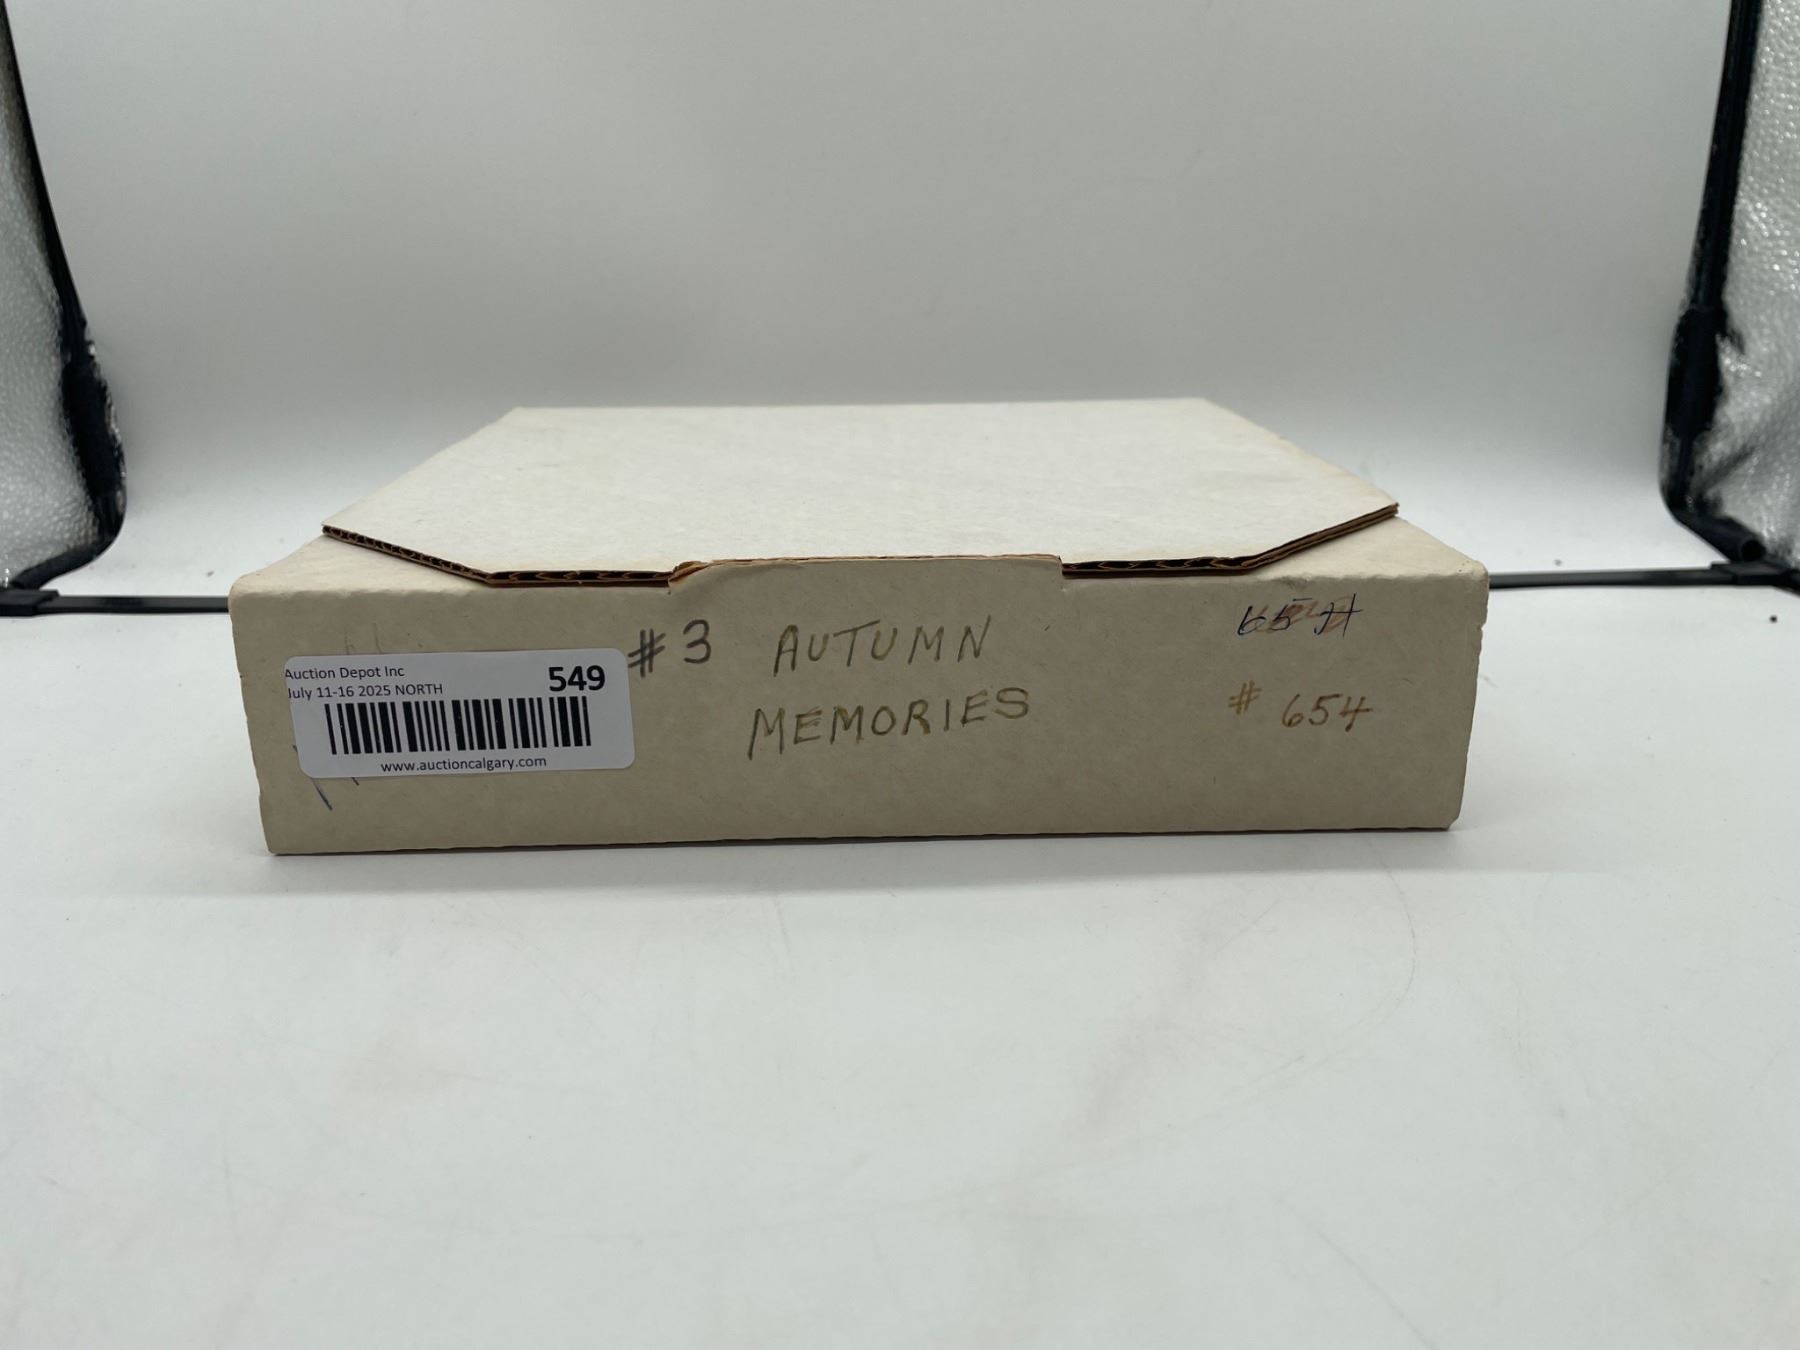 Auction Depot Inc
July 11-16 2025 NORTH
549
www.auctioncalgary.com
#3 AUTUMN
MEMORIES
# 654